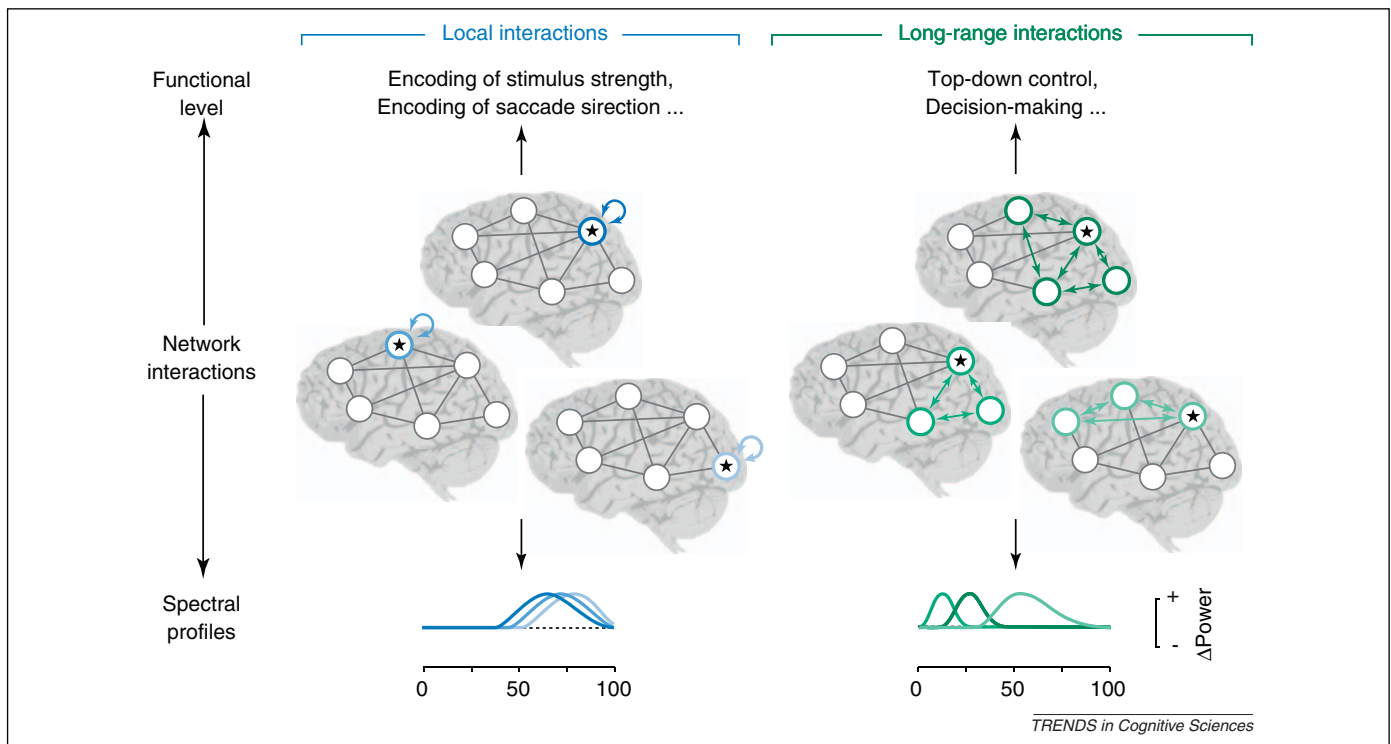 Local interactions
Long-range interactions
Functional
level
Encoding of stimulus strength,
Encoding of saccade sirection ...
Top-down control,
Decision-making ...
Network
interactions
Spectral
profiles
+
-
ΔPower
0 50 100
0 50 100
TRENDS in Cognitive Sciences